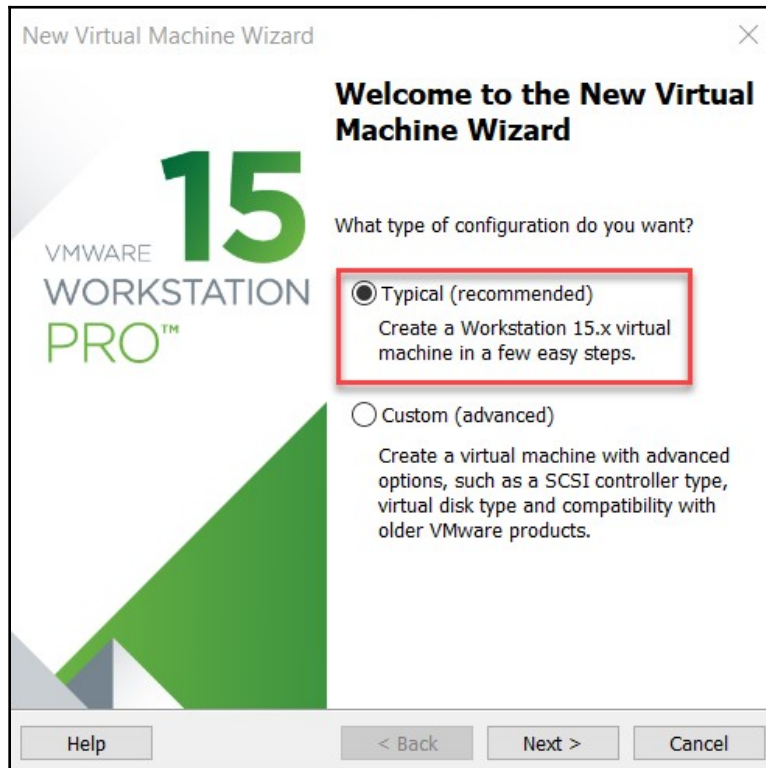 New Virtual Machine Wizard
Welcome to the New Virtual
Machine Wizard
15
VMWARE
WORKSTATION
PRO™
What type of configuration do you want?
Typical (recommended)
Create a Workstation 15.x virtual
machine in a few easy steps.
Custom (advanced)
Create a virtual machine with advanced
options, such as a SCSI controller type,
virtual disk type and compatibility with
older VMware products.
Help
< Back
Next >
Cancel